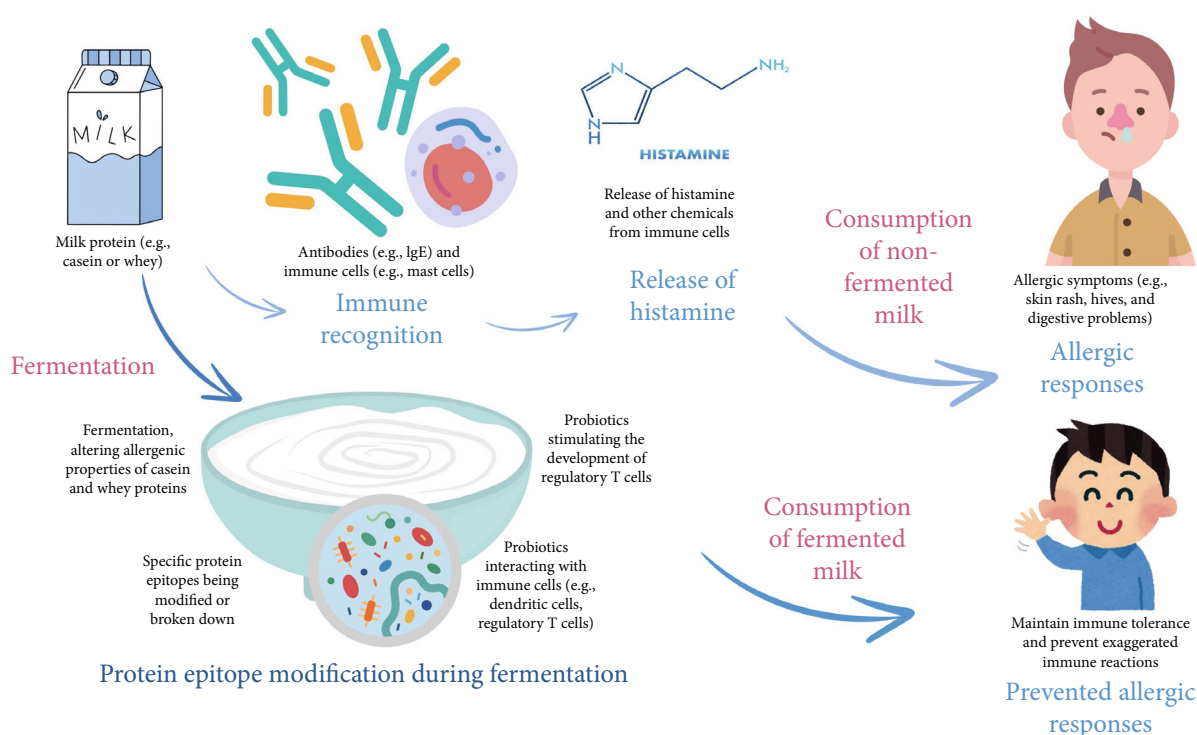 MILK
Milk protein (e.g.,
casein or whey)
Antibodies (e.g., lgE) and
immune cells (e.g., mast cells)
Immune
recognition
N
NH₂
N
H
HISTAMINE
Release of histamine
and other chemicals
from immune cells
Release of
histamine
Consumption
of non-
fermented
milk
Allergic symptoms (e.g.,
skin rash, hives, and
digestive problems)
Allergic
responses
Fermentation
Fermentation,
altering allergenic
properties of casein
and whey proteins
Probiotics
stimulating the
development of
regulatory T cells
Specific protein
epitopes being
modified or
broken down
Probiotics
interacting with
immune cells (e.g.,
dendritic cells,
regulatory T cells)
Protein epitope modification during fermentation
Consumption
of fermented
milk
Maintain immune tolerance
and prevent exaggerated
immune reactions
Prevented allergic
responses